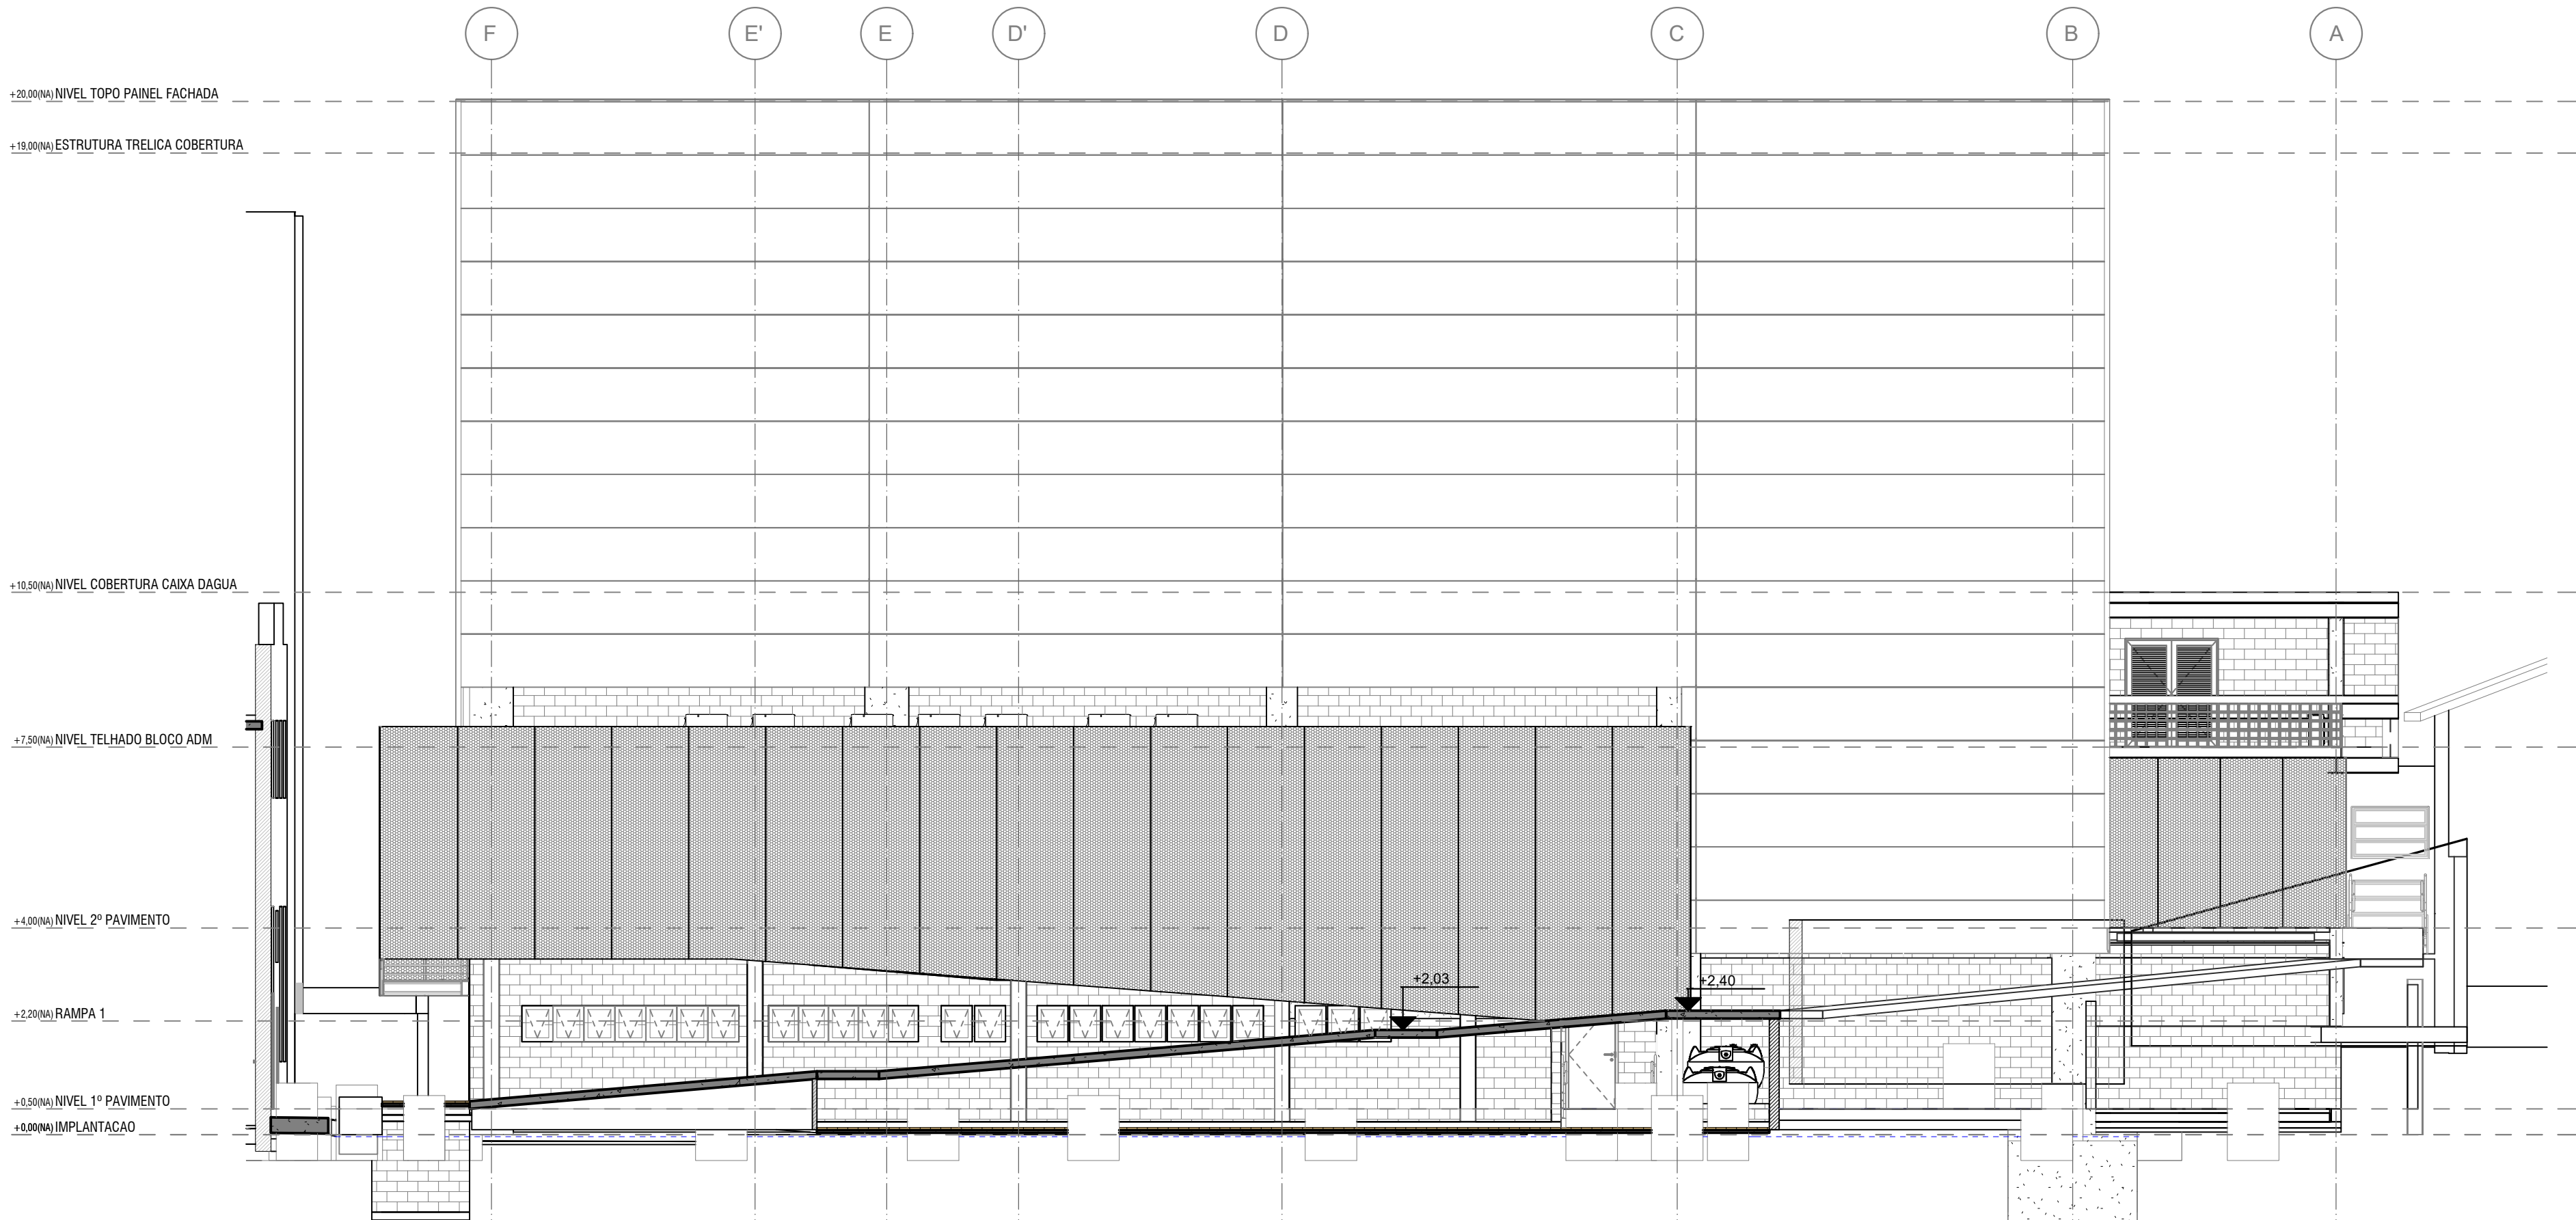 F
E'
E
D'
D
C
B
A
+20,00(NA) NIVEL TOPO PAINEL FACHADA
+19,00(NA) ESTRUTURA TRELICA COBERTURA
+10,50(NA) NIVEL COBERTURA CAIXA DAGUA
+7,50(NA) NIVEL TELHADO BLOCO ADM
+4,00(NA) NIVEL 2º PAVIMENTO
+2,03
+2,40
+2,20(NA) RAMPA 1
+0,50(NA) NIVEL 1º PAVIMENTO
+0,00(NA) IMPLANTACAO